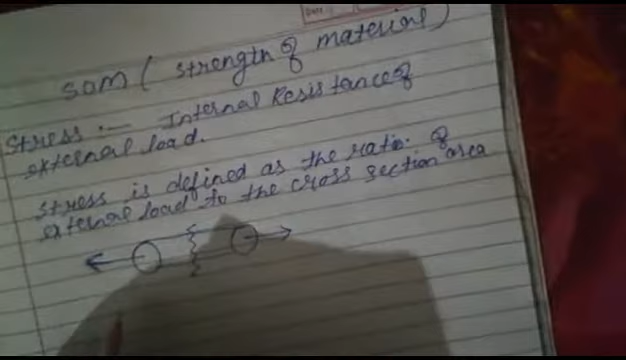 SOM ( strength of material)
Stress :- Internal Resistance of
external load.
Stress is defined as the ratio. of
external load to the cross section area